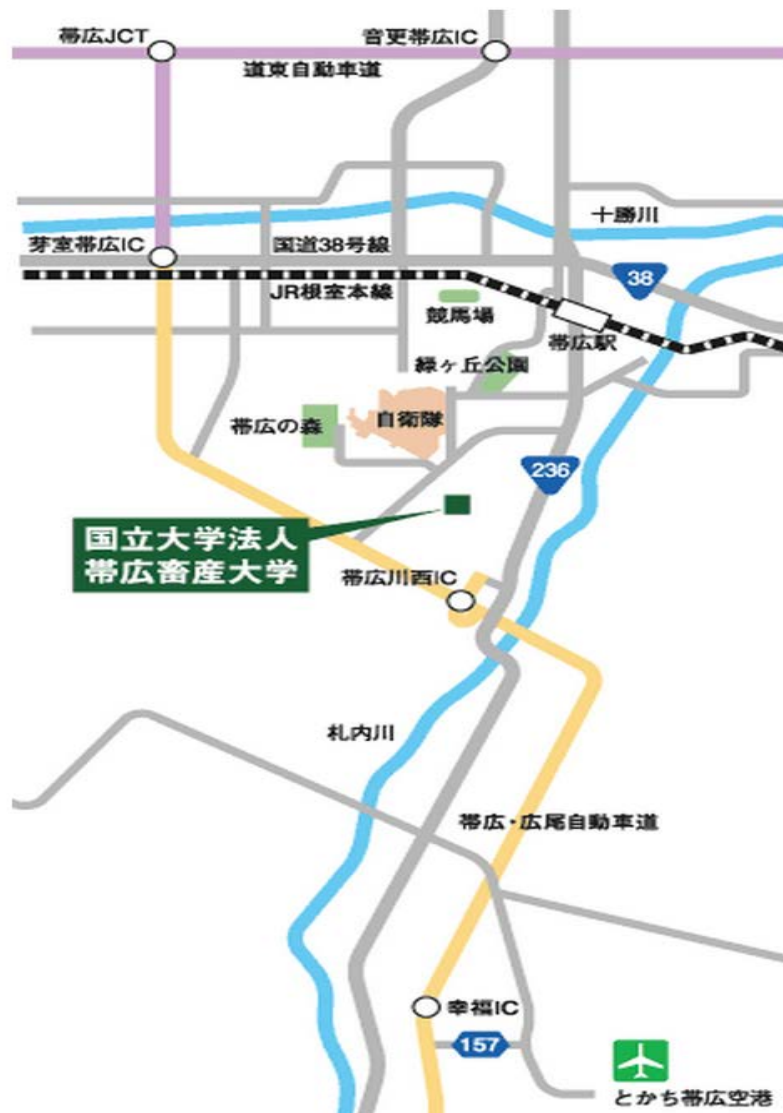 帯広JCT
音更帯広IC
道東自動車道
十勝川
芽室帯広IC
国道38号線
38
JR根室本線
競馬場
帯広駅
緑ヶ丘公園
帯広の森
自衛隊
236
国立大学法人
帯広畜産大学
帯広川西IC
札内川
帯広・広尾自動車道
幸福IC
157
とかち帯広空港